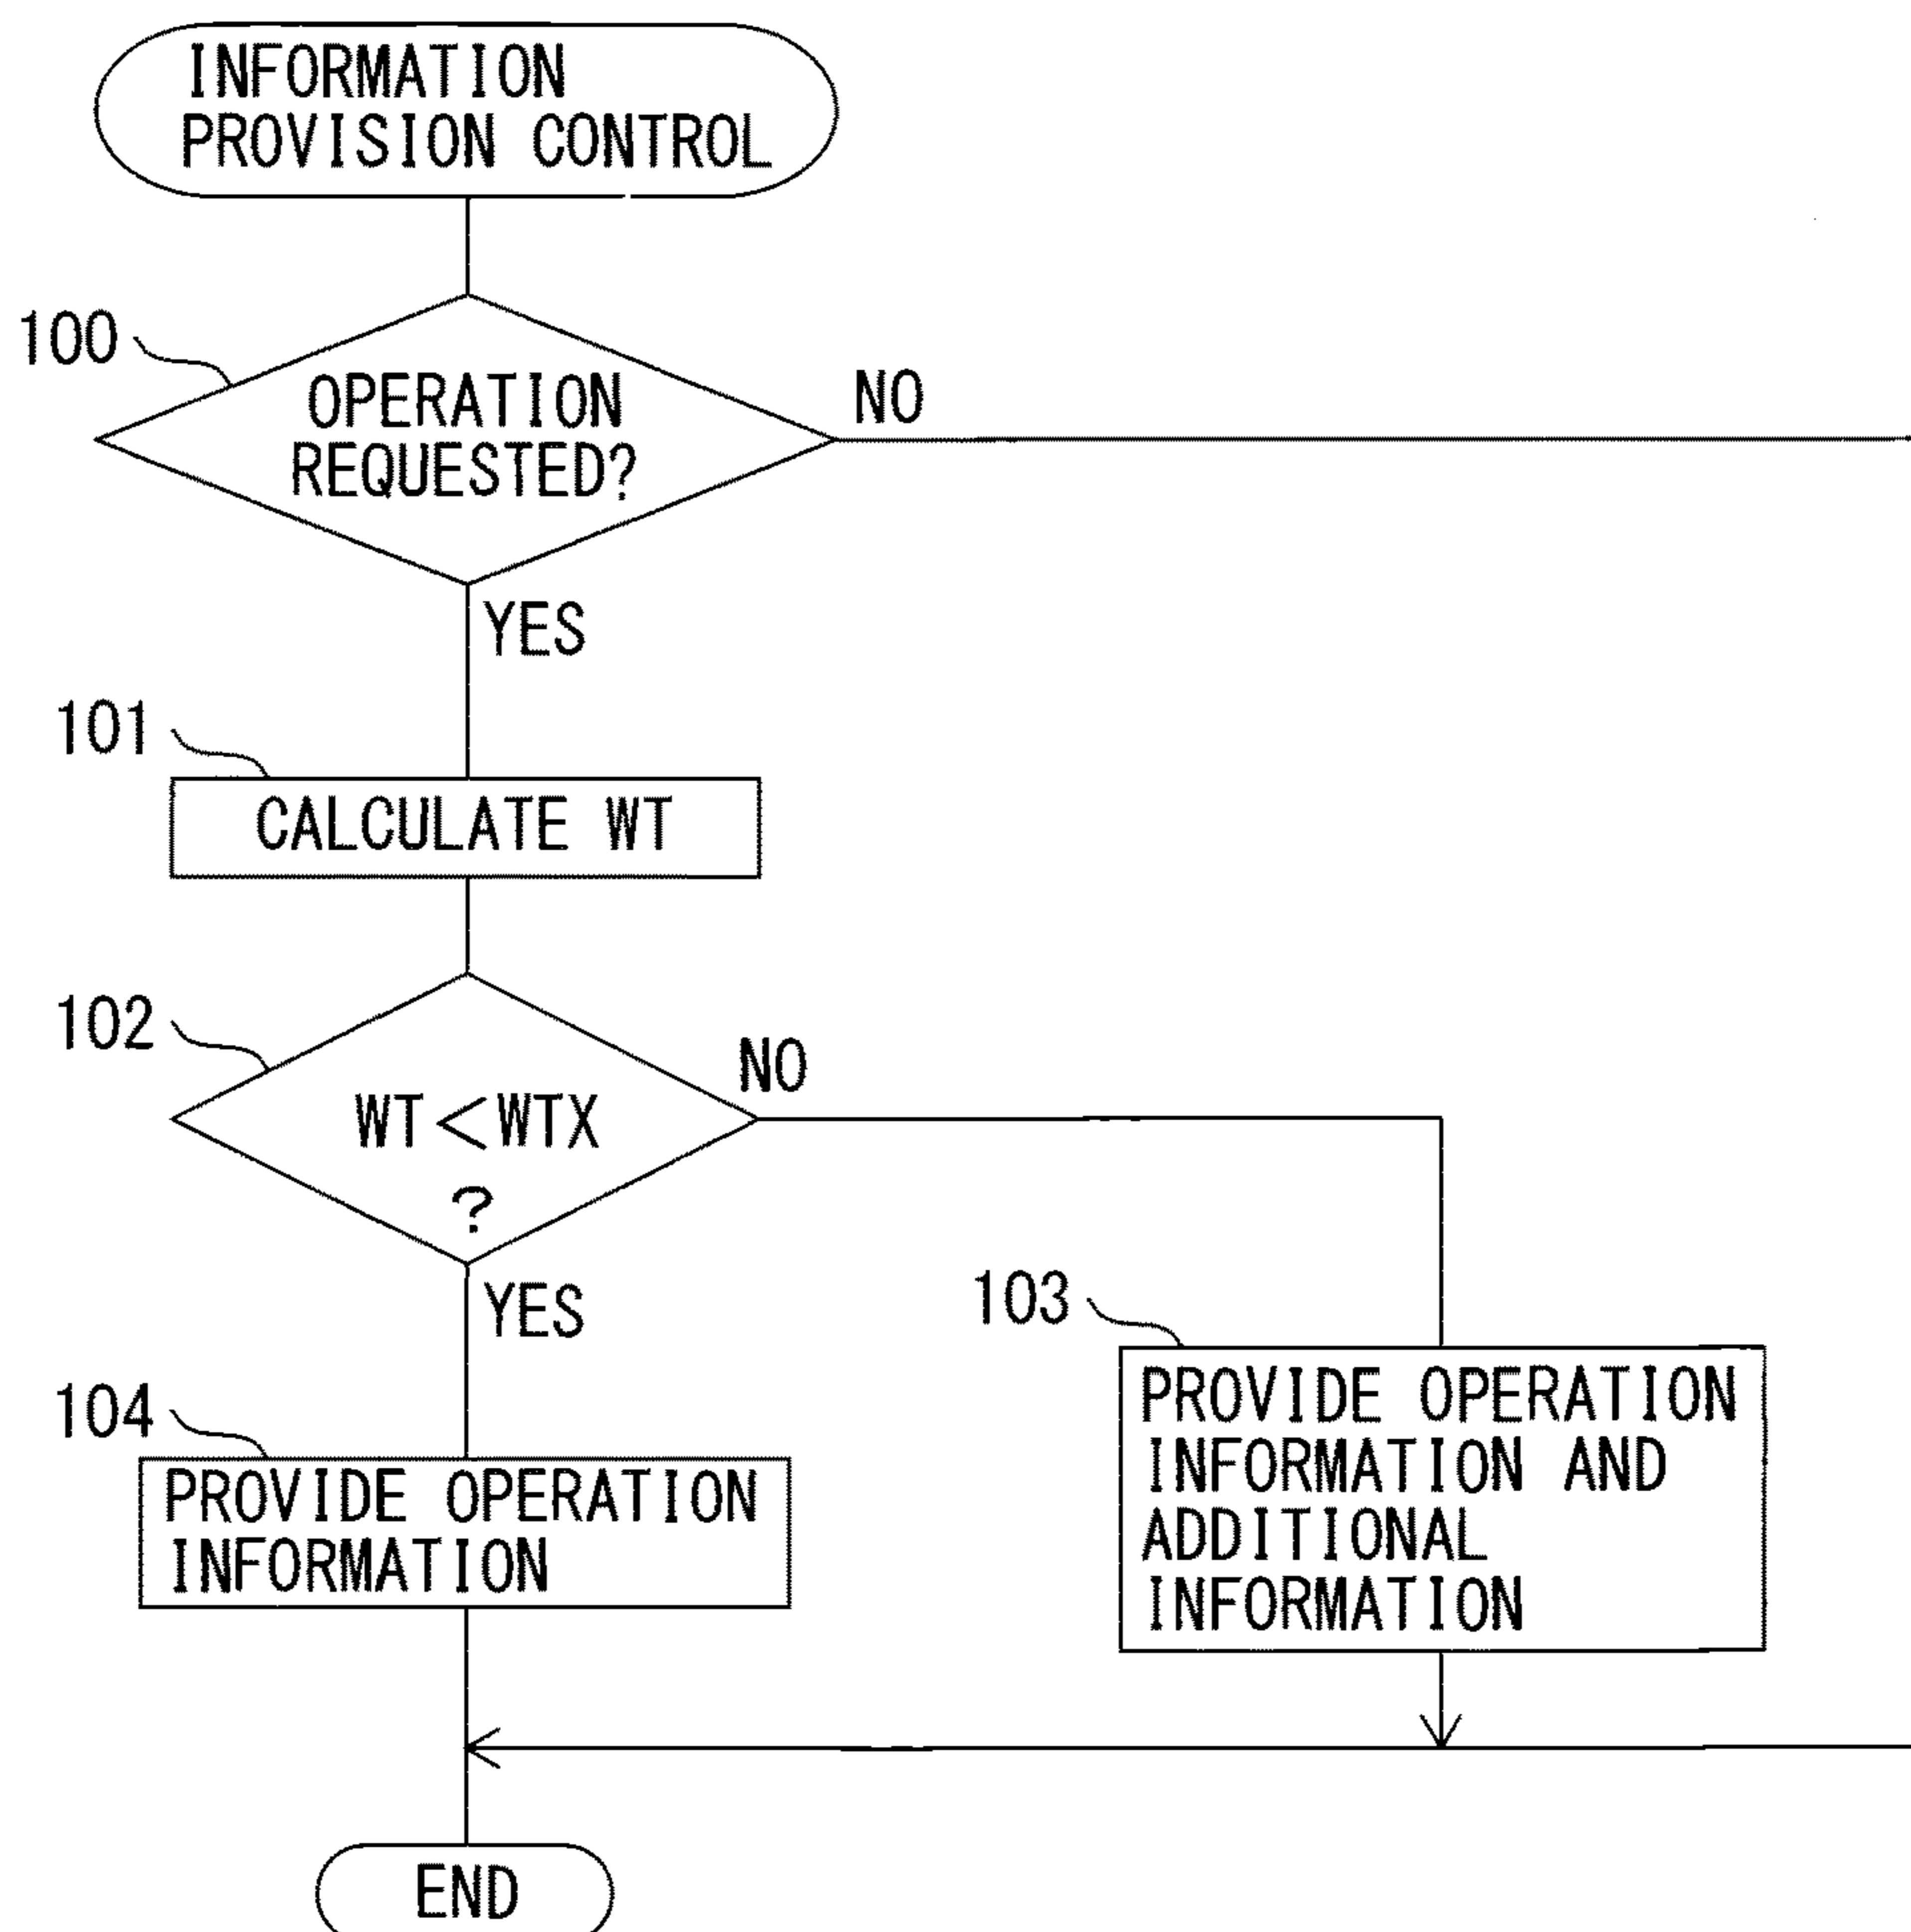 INFORMATION
PROVISION CONTROL
100
OPERATION
REQUESTED?
NO
YES
101
CALCULATE WT
102
WT<WTX
?
NO
YES
103
PROVIDE OPERATION
INFORMATION AND
ADDITIONAL
INFORMATION
104
PROVIDE OPERATION
INFORMATION
END